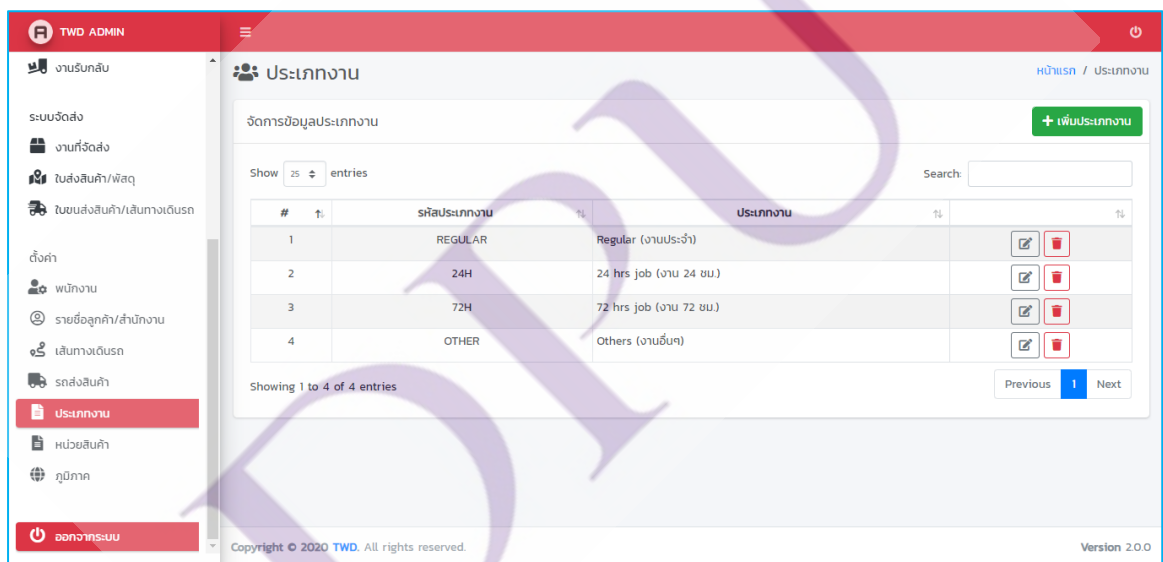 TWD ADMIN
งานรับกลับ
ระบบจัดส่ง
งานที่จัดส่ง
ใบส่งสินค้า/พัสดุ
ใบขนส่งสินค้า/เส้นทางเดินรถ
ตั้งค่า
พนักงาน
รายชื่อลูกค้า/สำนักงาน
เส้นทางเดินรถ
รถส่งสินค้า
ประเภทงาน
หน่วยสินค้า
ภูมิภาค
ออกจากระบบ
ประเภทงาน
หน้าแรก / ประเภทงาน
จัดการข้อมูลประเภทงาน
+ เพิ่มประเภทงาน
Show 25 entries
Search:
# รหัสประเภทงาน ประเภทงาน
1 REGULAR Regular (งานประจำ)
2 24H 24 hrs job (งาน 24 ชม.)
3 72H 72 hrs job (งาน 72 ชม.)
4 OTHER Others (งานอื่นๆ)
Showing 1 to 4 of 4 entries
Previous 1 Next
Copyright © 2020 TWD. All rights reserved.
Version 2.0.0
DPU